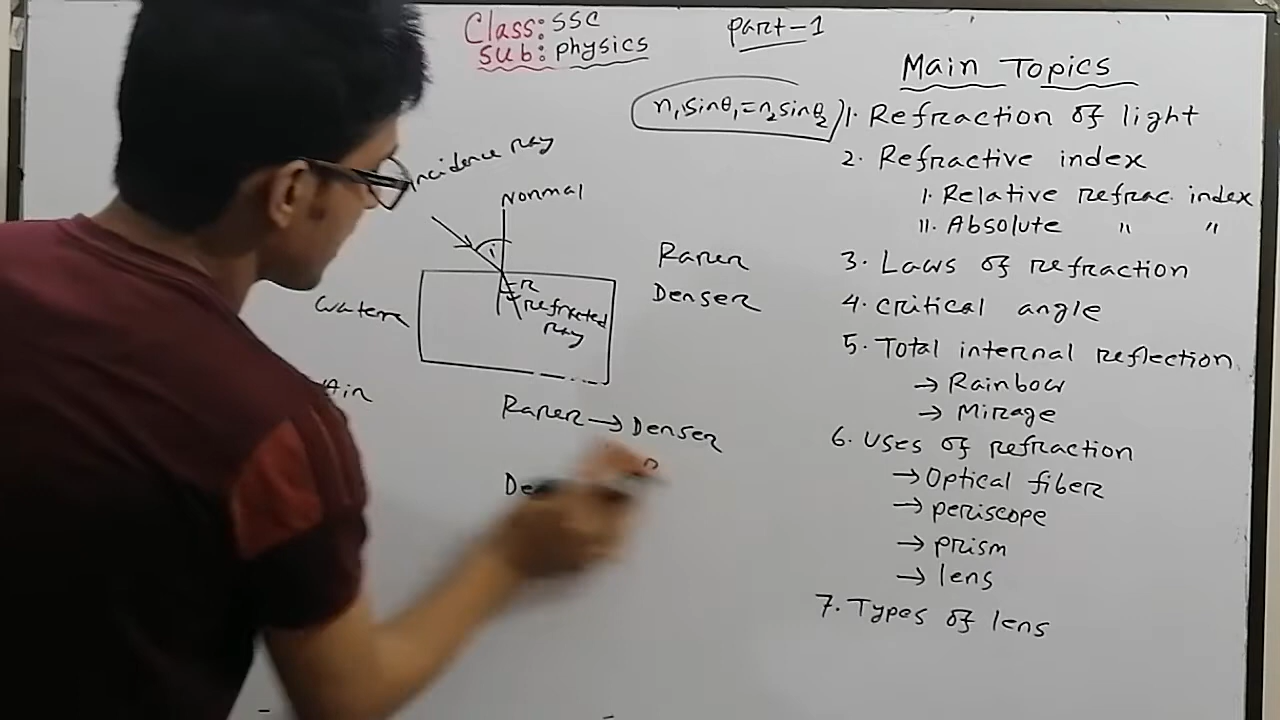 Class: SSC
Sub: physics
part-1
n₁sinθ₁=n₂sinθ₂
Main Topics
1. Refraction of light
2. Refractive index
1. Relative refrac. index
11. Absolute " "
3. Laws of refraction
4. critical angle
5. Total internal reflection
→ Rainbow
→ Mirage
6. Uses of refraction
→ Optical fiber
→ periscope
→ prism
→ lens
7. Types of lens
incidence ray
Normal
i
r
refracted
ray
water
Air
Rarer
Denser
Rarer → Denser
De